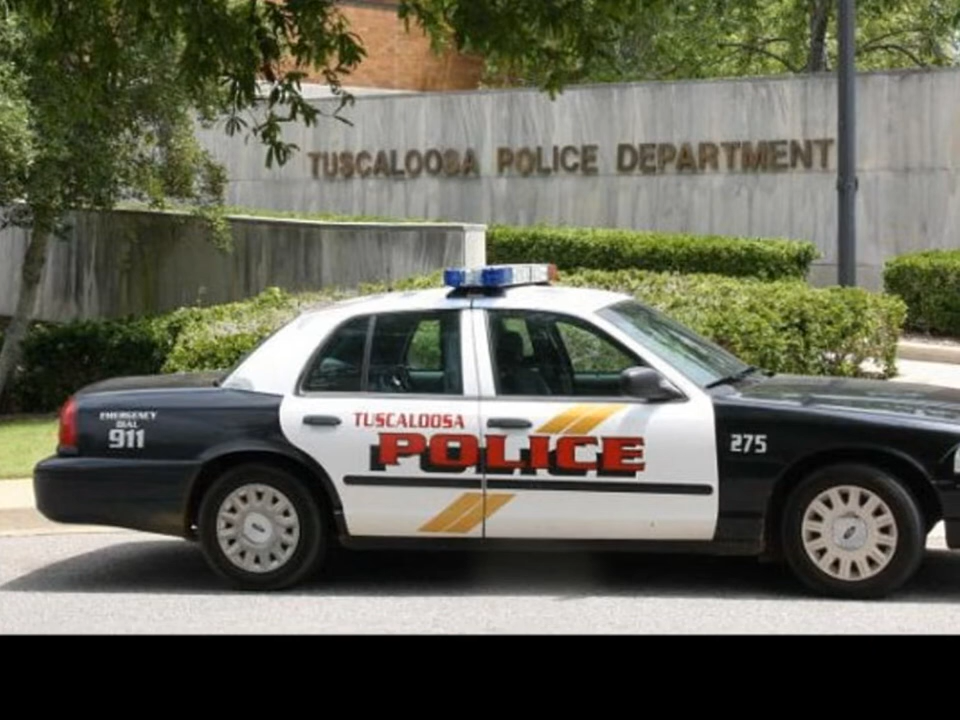 TUSCALOOSA POLICE DEPARTMENT
EMERGENCY
DIAL
911
TUSCALOOSA
POLICE
275